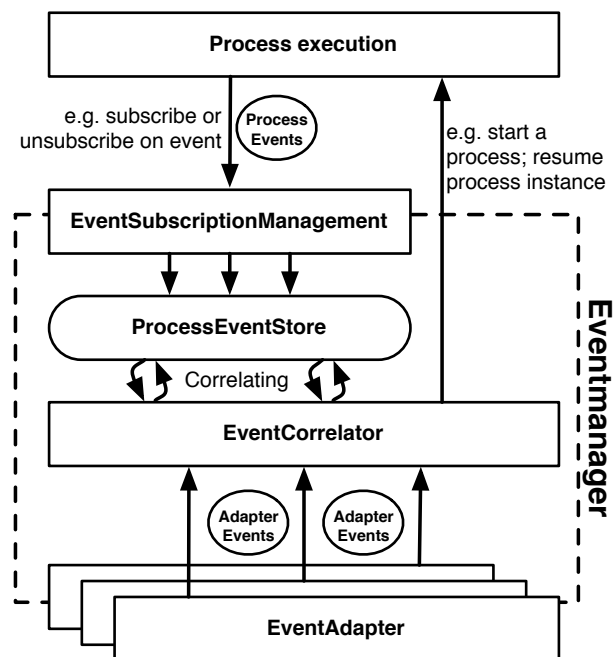 Process execution
e.g. subscribe or
unsubscribe on event
Process
Events
e.g. start a
process; resume
process instance
EventSubscriptionManagement
ProcessEventStore
Correlating
EventCorrelator
Eventmanager
Adapter
Events
Adapter
Events
EventAdapter